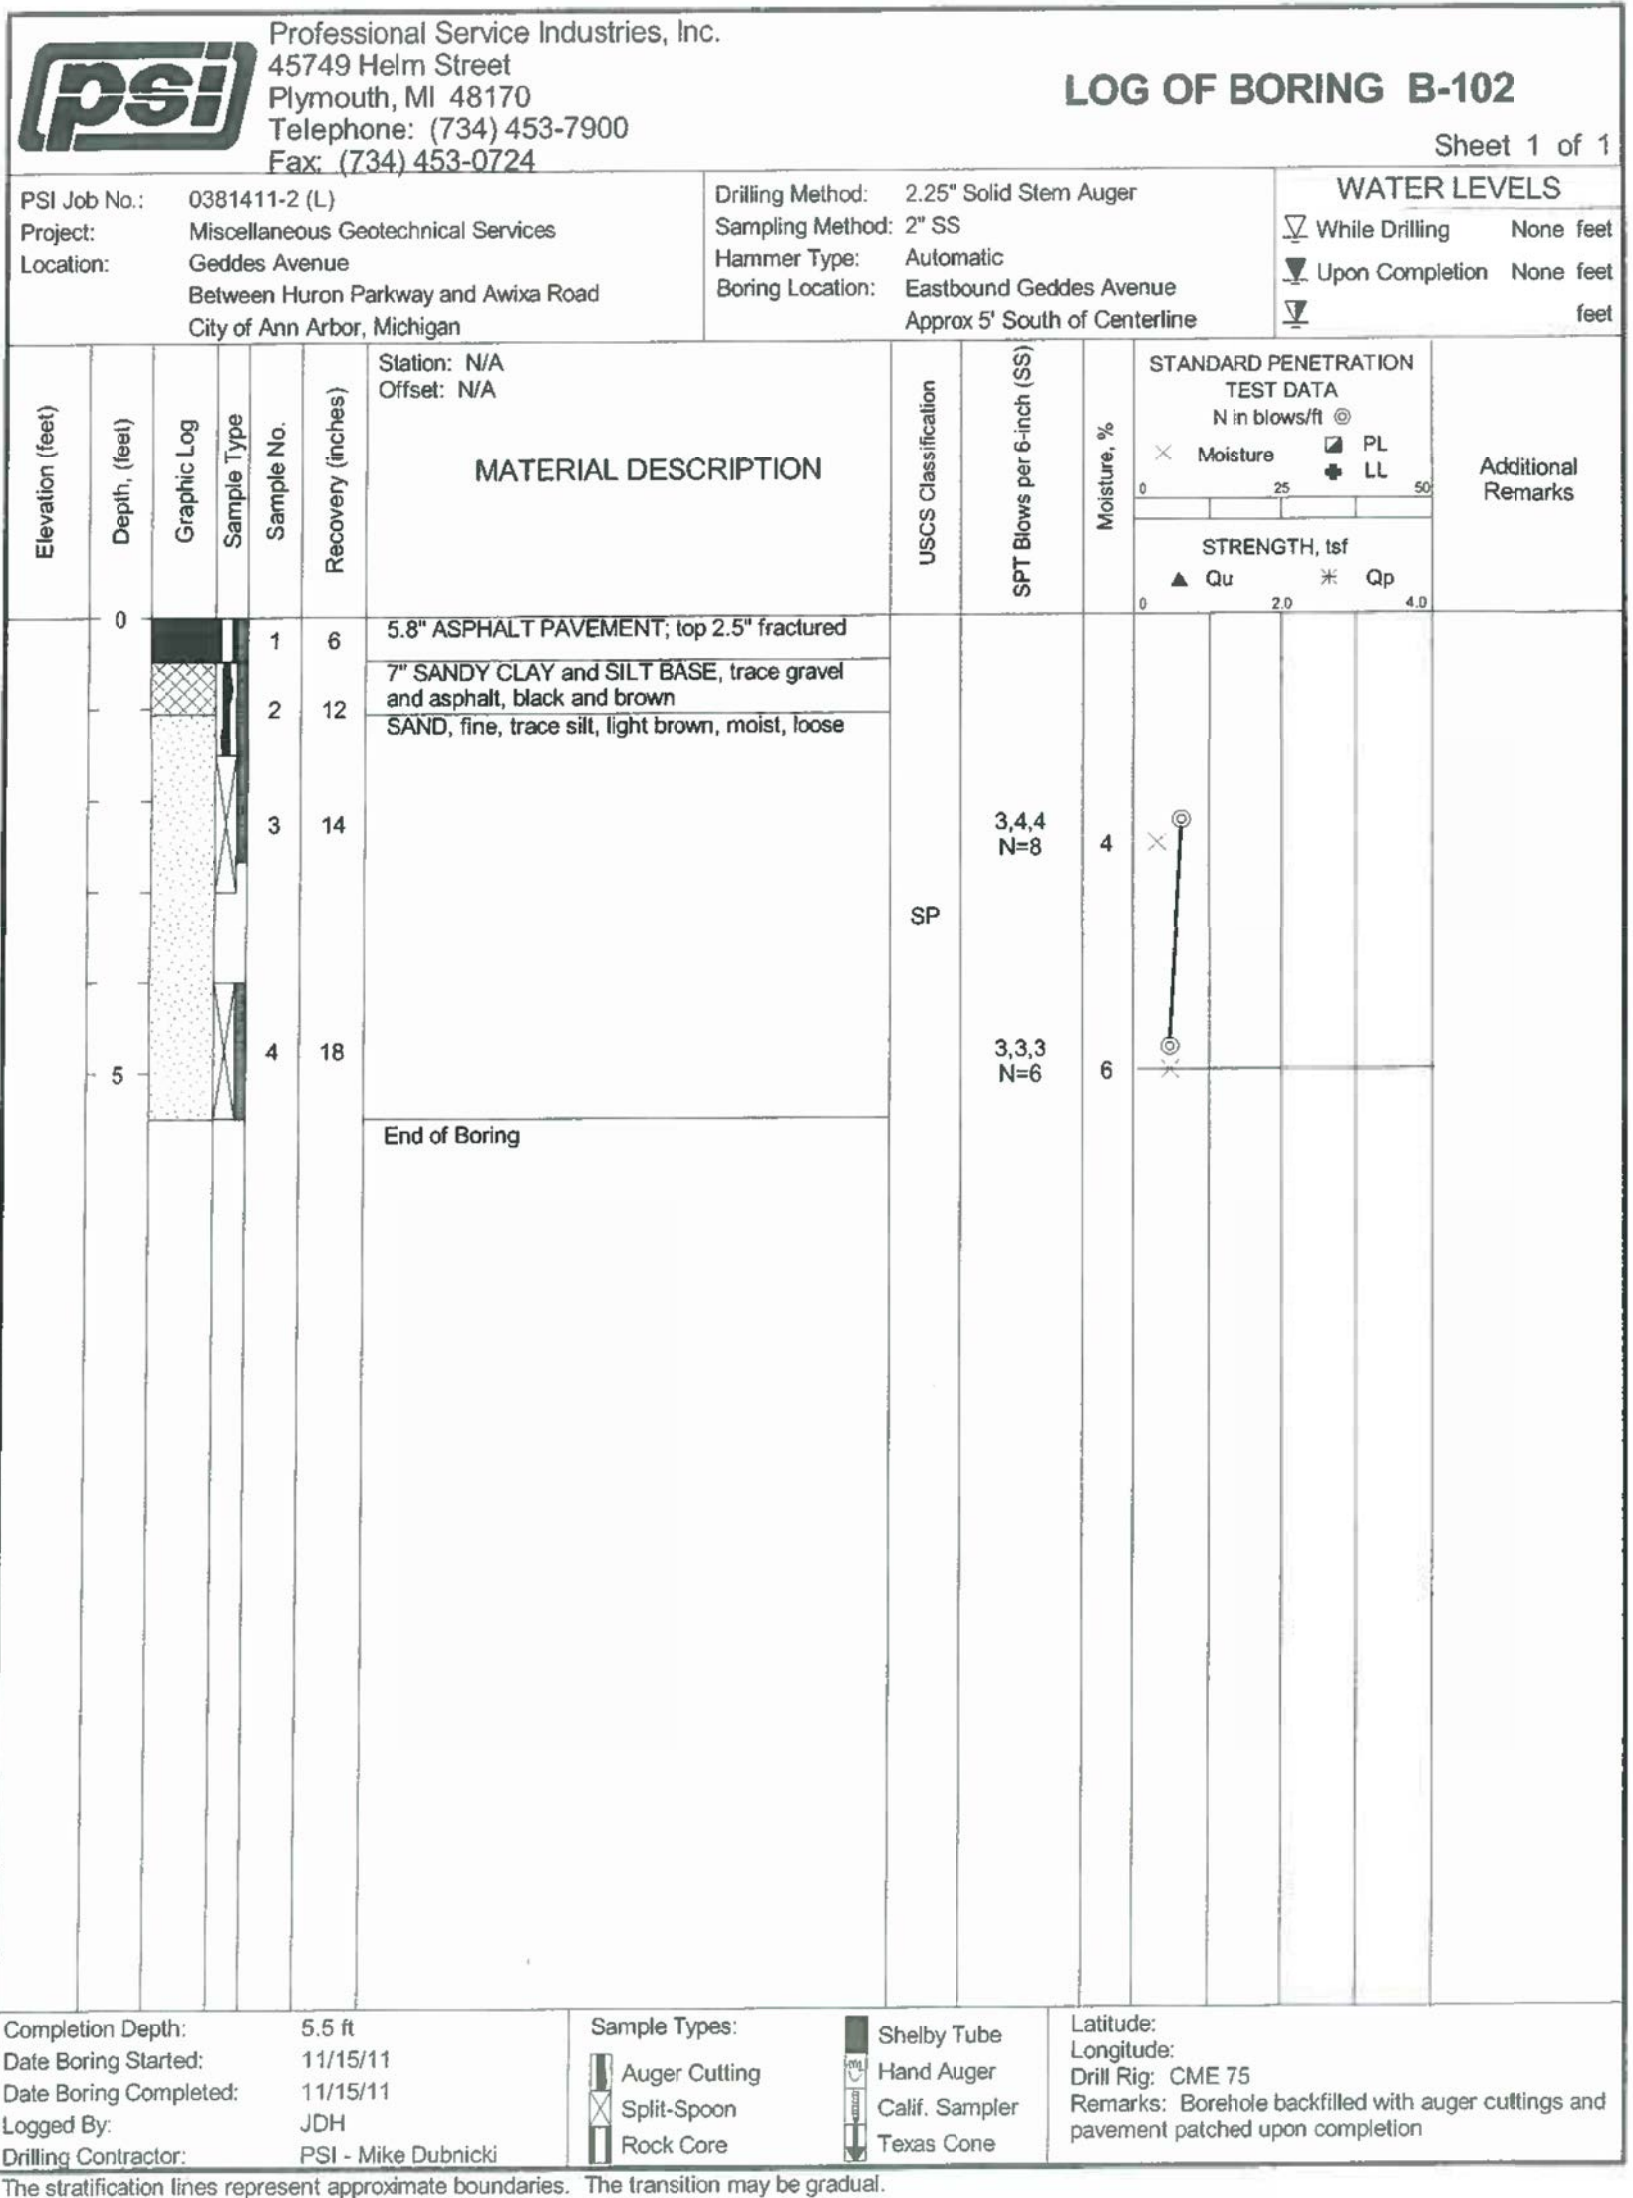 psi
Professional Service Industries, Inc.
45749 Helm Street
Plymouth, MI 48170
Telephone: (734) 453-7900
Fax: (734) 453-0724
LOG OF BORING B-102
Sheet 1 of 1
PSI Job No.: 0381411-2 (L)
Project: Miscellaneous Geotechnical Services
Location: Geddes Avenue
Between Huron Parkway and Awixa Road
City of Ann Arbor, Michigan
Drilling Method: 2.25" Solid Stem Auger
Sampling Method: 2" SS
Hammer Type: Automatic
Boring Location: Eastbound Geddes Avenue
Approx 5' South of Centerline
WATER LEVELS
While Drilling None feet
Upon Completion None feet
feet
Elevation (feet)
Depth, (feet)
Graphic Log
Sample Type
Sample No.
Recovery (inches)
Station: N/A
Offset: N/A
MATERIAL DESCRIPTION
USCS Classification
SPT Blows per 6-inch (SS)
Moisture, %
STANDARD PENETRATION
TEST DATA
N in blows/ft
Moisture PL
LL
0 25 50
STRENGTH, tsf
Qu Qp
0 2.0 4.0
Additional
Remarks
0
1 6 5.8" ASPHALT PAVEMENT; top 2.5" fractured
7" SANDY CLAY and SILT BASE, trace gravel
and asphalt, black and brown
2 12
SAND, fine, trace silt, light brown, moist, loose
3 14 3,4,4
N=8 4
SP
4 18 3,3,3
5 N=6 6
End of Boring
Completion Depth: 5.5 ft
Date Boring Started: 11/15/11
Date Boring Completed: 11/15/11
Logged By: JDH
Drilling Contractor: PSI - Mike Dubnicki
Sample Types:
Auger Cutting
Split-Spoon
Rock Core
Shelby Tube
Hand Auger
Calif. Sampler
Texas Cone
Latitude:
Longitude:
Drill Rig: CME 75
Remarks: Borehole backfilled with auger cuttings and
pavement patched upon completion
The stratification lines represent approximate boundaries. The transition may be gradual.